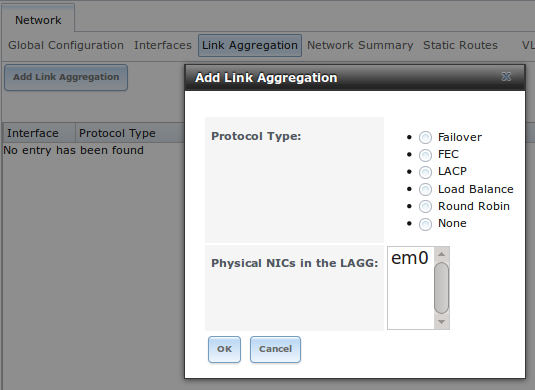 Network
Global Configuration Interfaces Link Aggregation Network Summary Static Routes VL
Add Link Aggregation
Add Link Aggregation
Interface Protocol Type
No entry has been found
Protocol Type:
Failover
FEC
LACP
Load Balance
Round Robin
None
Physical NICs in the LAGG:
em0
OK Cancel